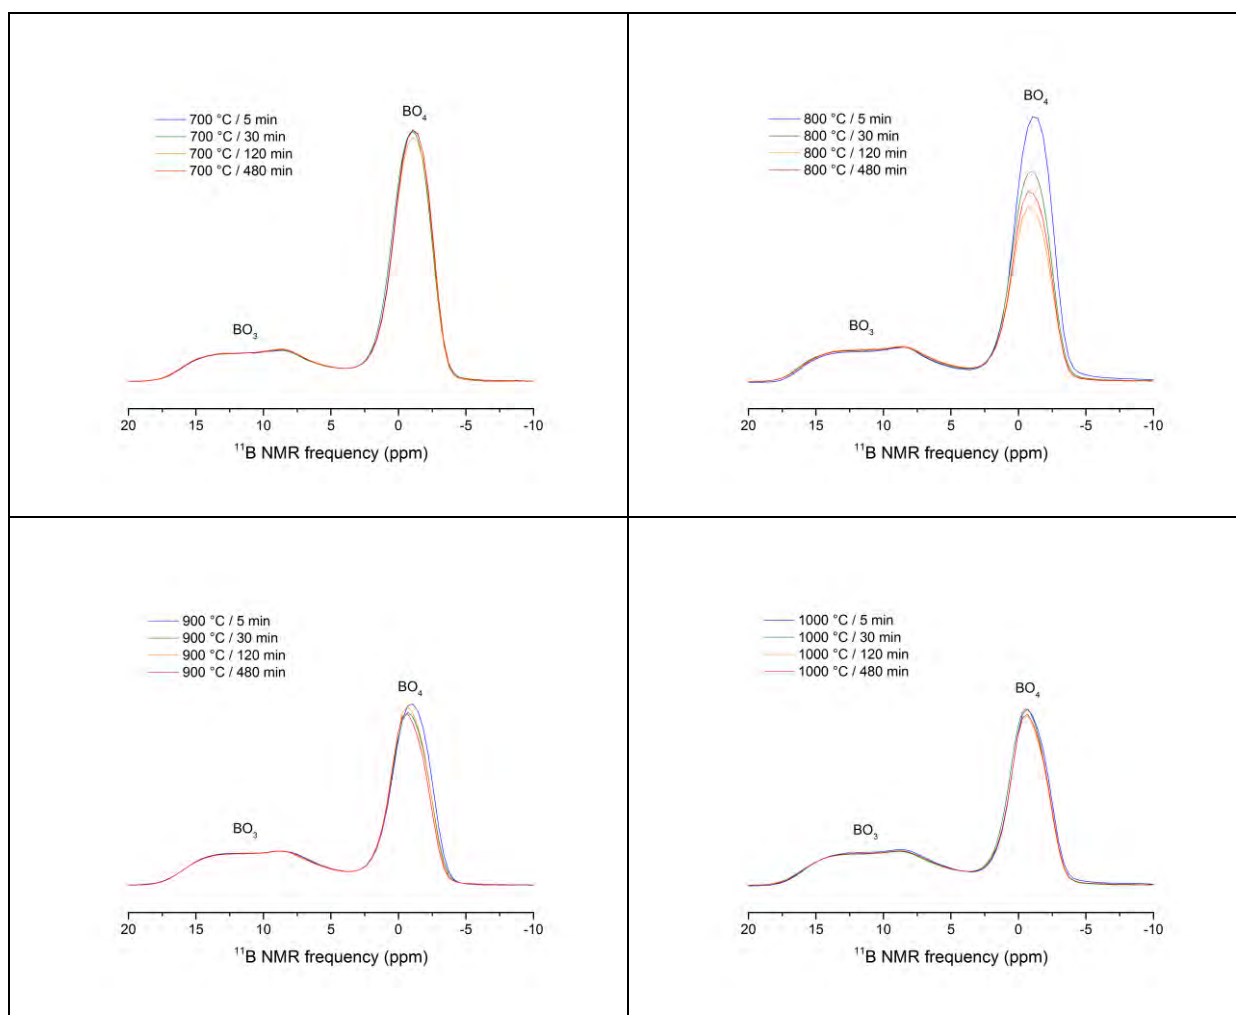 BO₄
700 °C / 5 min
700 °C / 30 min
700 °C / 120 min
700 °C / 480 min
BO₃
20 15 10 5 0 -5 -10
¹¹B NMR frequency (ppm)
BO₄
800 °C / 5 min
800 °C / 30 min
800 °C / 120 min
800 °C / 480 min
BO₃
20 15 10 5 0 -5 -10
¹¹B NMR frequency (ppm)
900 °C / 5 min
900 °C / 30 min
900 °C / 120 min
900 °C / 480 min
BO₄
BO₃
20 15 10 5 0 -5 -10
¹¹B NMR frequency (ppm)
1000 °C / 5 min
1000 °C / 30 min
1000 °C / 120 min
1000 °C / 480 min
BO₄
BO₃
20 15 10 5 0 -5 -10
¹¹B NMR frequency (ppm)